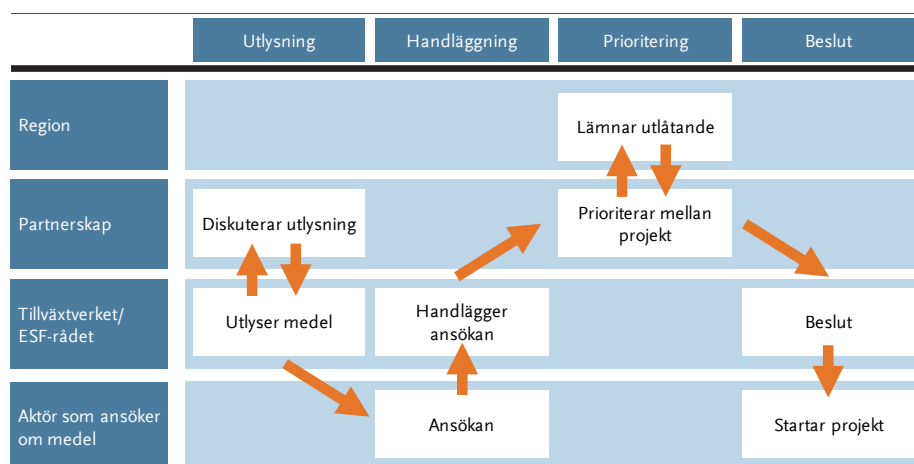 Utlysning
Handläggning
Prioritering
Beslut
Region
Lämnar utlåtande
Partnerskap
Diskuterar utlysning
Prioriterar mellan
projekt
Tillväxtverket/
ESF-rådet
Utlyser medel
Handlägger
ansökan
Beslut
Aktör som ansöker
om medel
Ansökan
Startar projekt